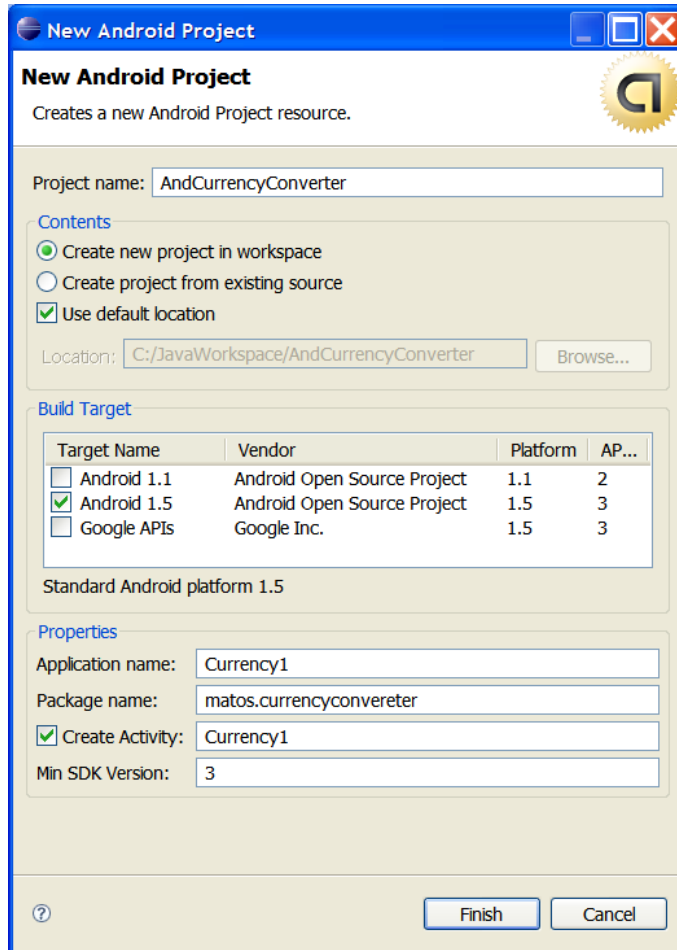 New Android Project
New Android Project
Creates a new Android Project resource.
Project name: AndCurrencyConverter
Contents
Create new project in workspace
Create project from existing source
Use default location
Location: C:/JavaWorkspace/AndCurrencyConverter Browse...
Build Target
Target Name Vendor Platform AP...
Android 1.1 Android Open Source Project 1.1 2
Android 1.5 Android Open Source Project 1.5 3
Google APIs Google Inc. 1.5 3
Standard Android platform 1.5
Properties
Application name: Currency1
Package name: matos.currencyconvereter
Create Activity: Currency1
Min SDK Version: 3
? Finish Cancel